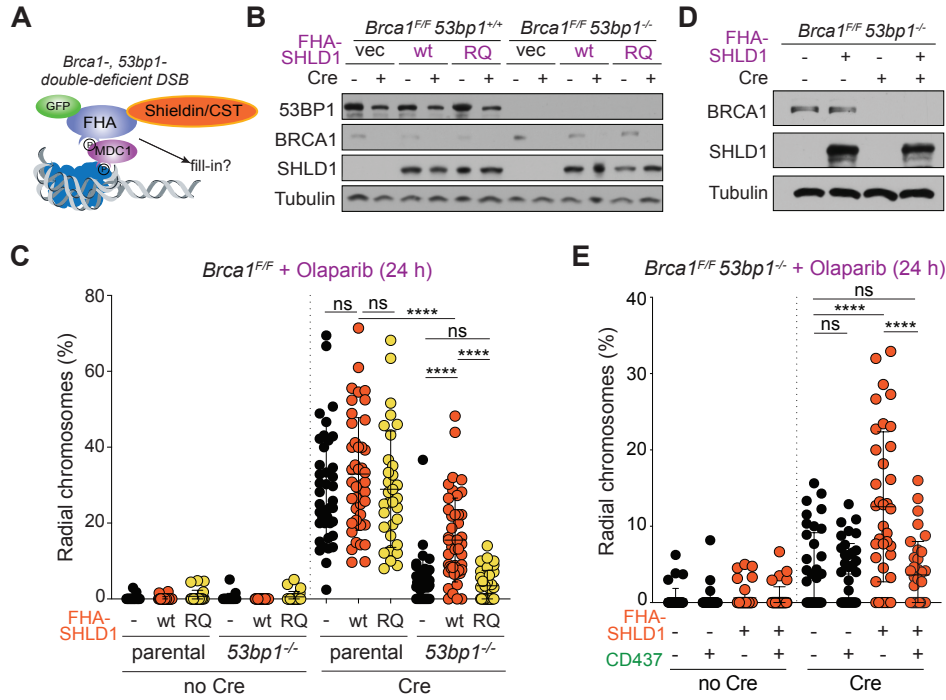 A
Brca1-, 53bp1-
double-deficient DSB
GFP
Shieldin/CST
FHA
P
MDC1
P
fill-in?
B
Brca1F/F 53bp1+/+ Brca1F/F 53bp1-/-
FHA-
SHLD1
vec wt RQ vec wt RQ
Cre - + - + - + - + - + - +
53BP1
BRCA1
SHLD1
Tubulin
D
Brca1F/F 53bp1-/-
FHA-
SHLD1 - + - +
Cre - - + +
BRCA1
SHLD1
Tubulin
C
Brca1F/F + Olaparib (24 h)
Radial chromosomes (%)
80
60
40
20
0
ns ns
****
ns
****
****
FHA-
SHLD1
- wt RQ - wt RQ - wt RQ - wt RQ
parental 53bp1-/- parental 53bp1-/-
no Cre Cre
E
Brca1F/F 53bp1-/- + Olaparib (24 h)
Radial chromosomes (%)
40
30
20
10
0
ns
****
ns
****
FHA-
SHLD1
- - + + - - + +
CD437 - + - + - + - +
no Cre Cre